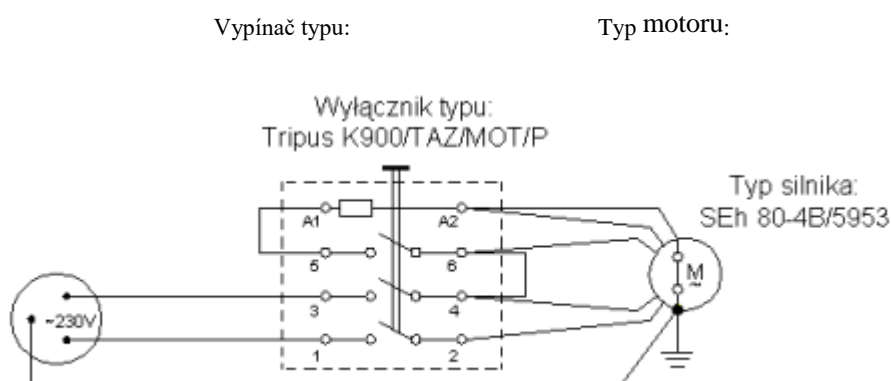 Vypínač typu: Typ motoru:
Wyłącznik typu:
Tripus K900/TAZ/MOT/P
Typ silnika:
SEh 80-4B/5953
A1 A2
5 6
M
~
3 4
~230V
1 2